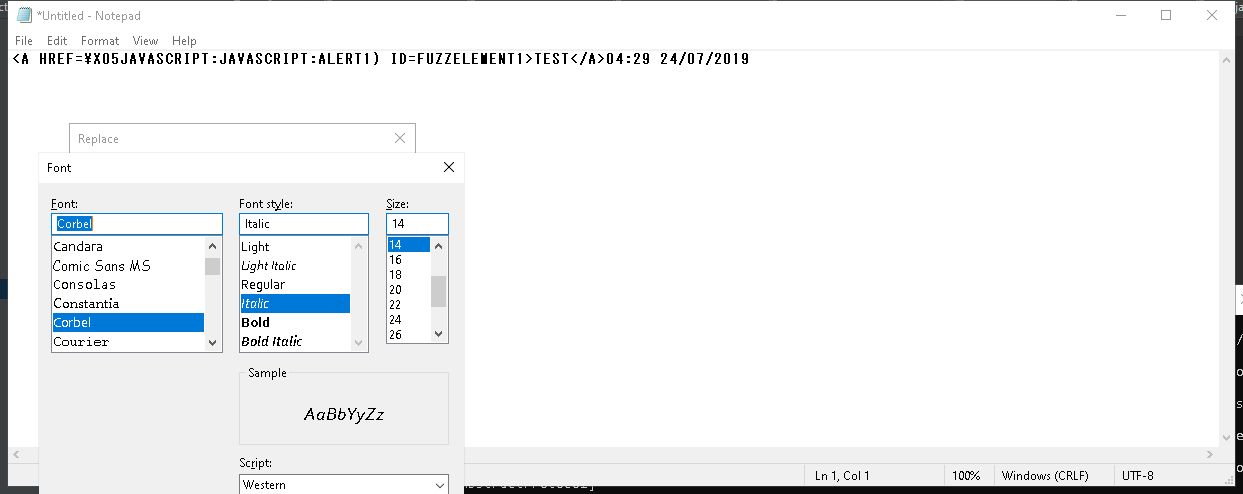 *Untitled - Notepad
File Edit Format View Help
<A HREF=¥X05JAVASCRIPT:JAVASCRIPT:ALERT1) ID=FUZZELEMENT1>TEST</A>04:29 24/07/2019
Replace
Font
Font: Font style: Size:
Corbel Italic 14
Candara Light 14
Comic Sans MS Light Italic 16
Consolas Regular 18
Constantia Italic 20
Corbel Bold 22
Courier Bold Italic 24
26
Sample
AaBbYyZz
Script:
Western
Ln 1, Col 1 100% Windows (CRLF) UTF-8